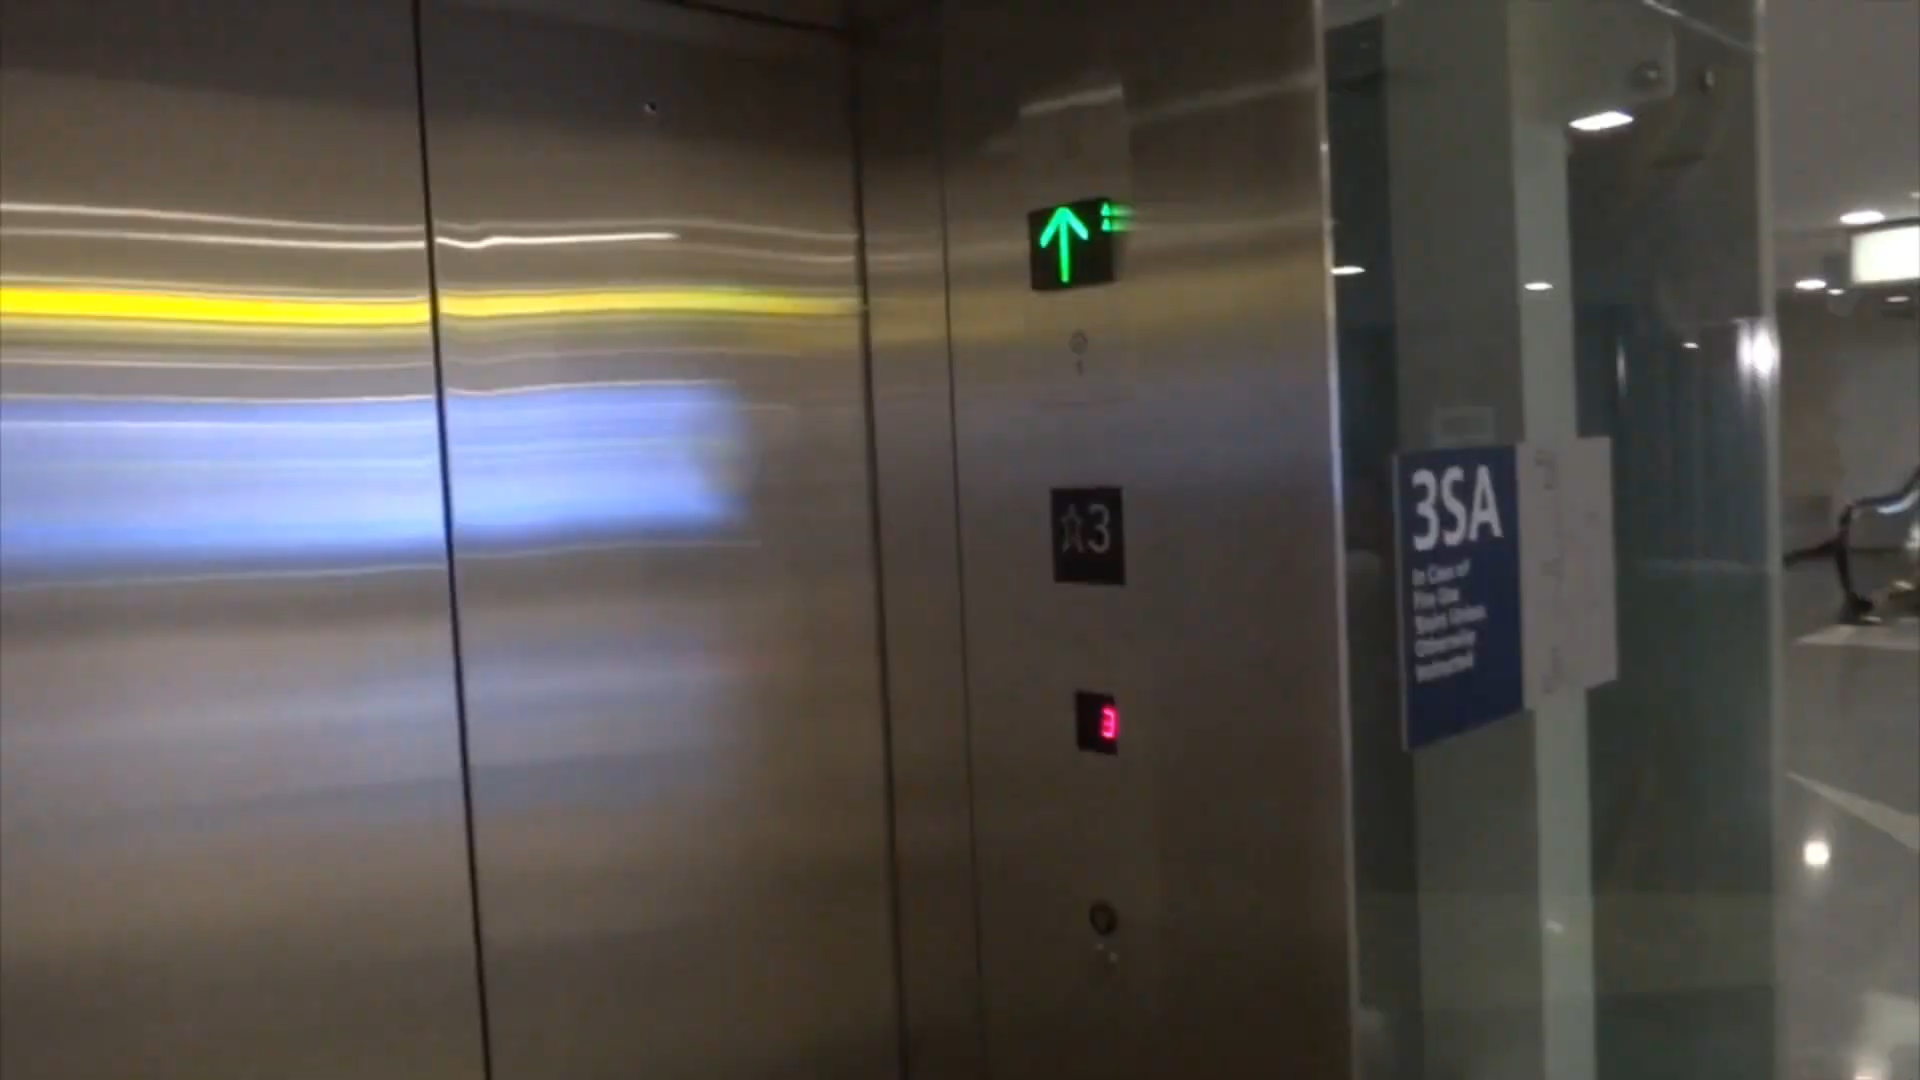 ☆3
3
3SA
In Case of
Fire Use
Stairs Unless
Otherwise
Instructed